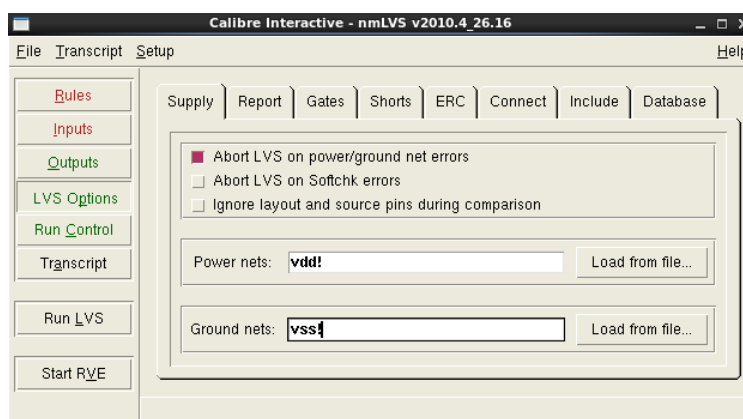 Calibre Interactive - nmLVS v2010.4_26.16
File Transcript Setup Help
Rules
Inputs
Outputs
LVS Options
Run Control
Transcript
Run LVS
Start RVE
Supply Report Gates Shorts ERC Connect Include Database
Abort LVS on power/ground net errors
Abort LVS on Softchk errors
Ignore layout and source pins during comparison
Power nets: vdd! Load from file...
Ground nets: vss! Load from file...